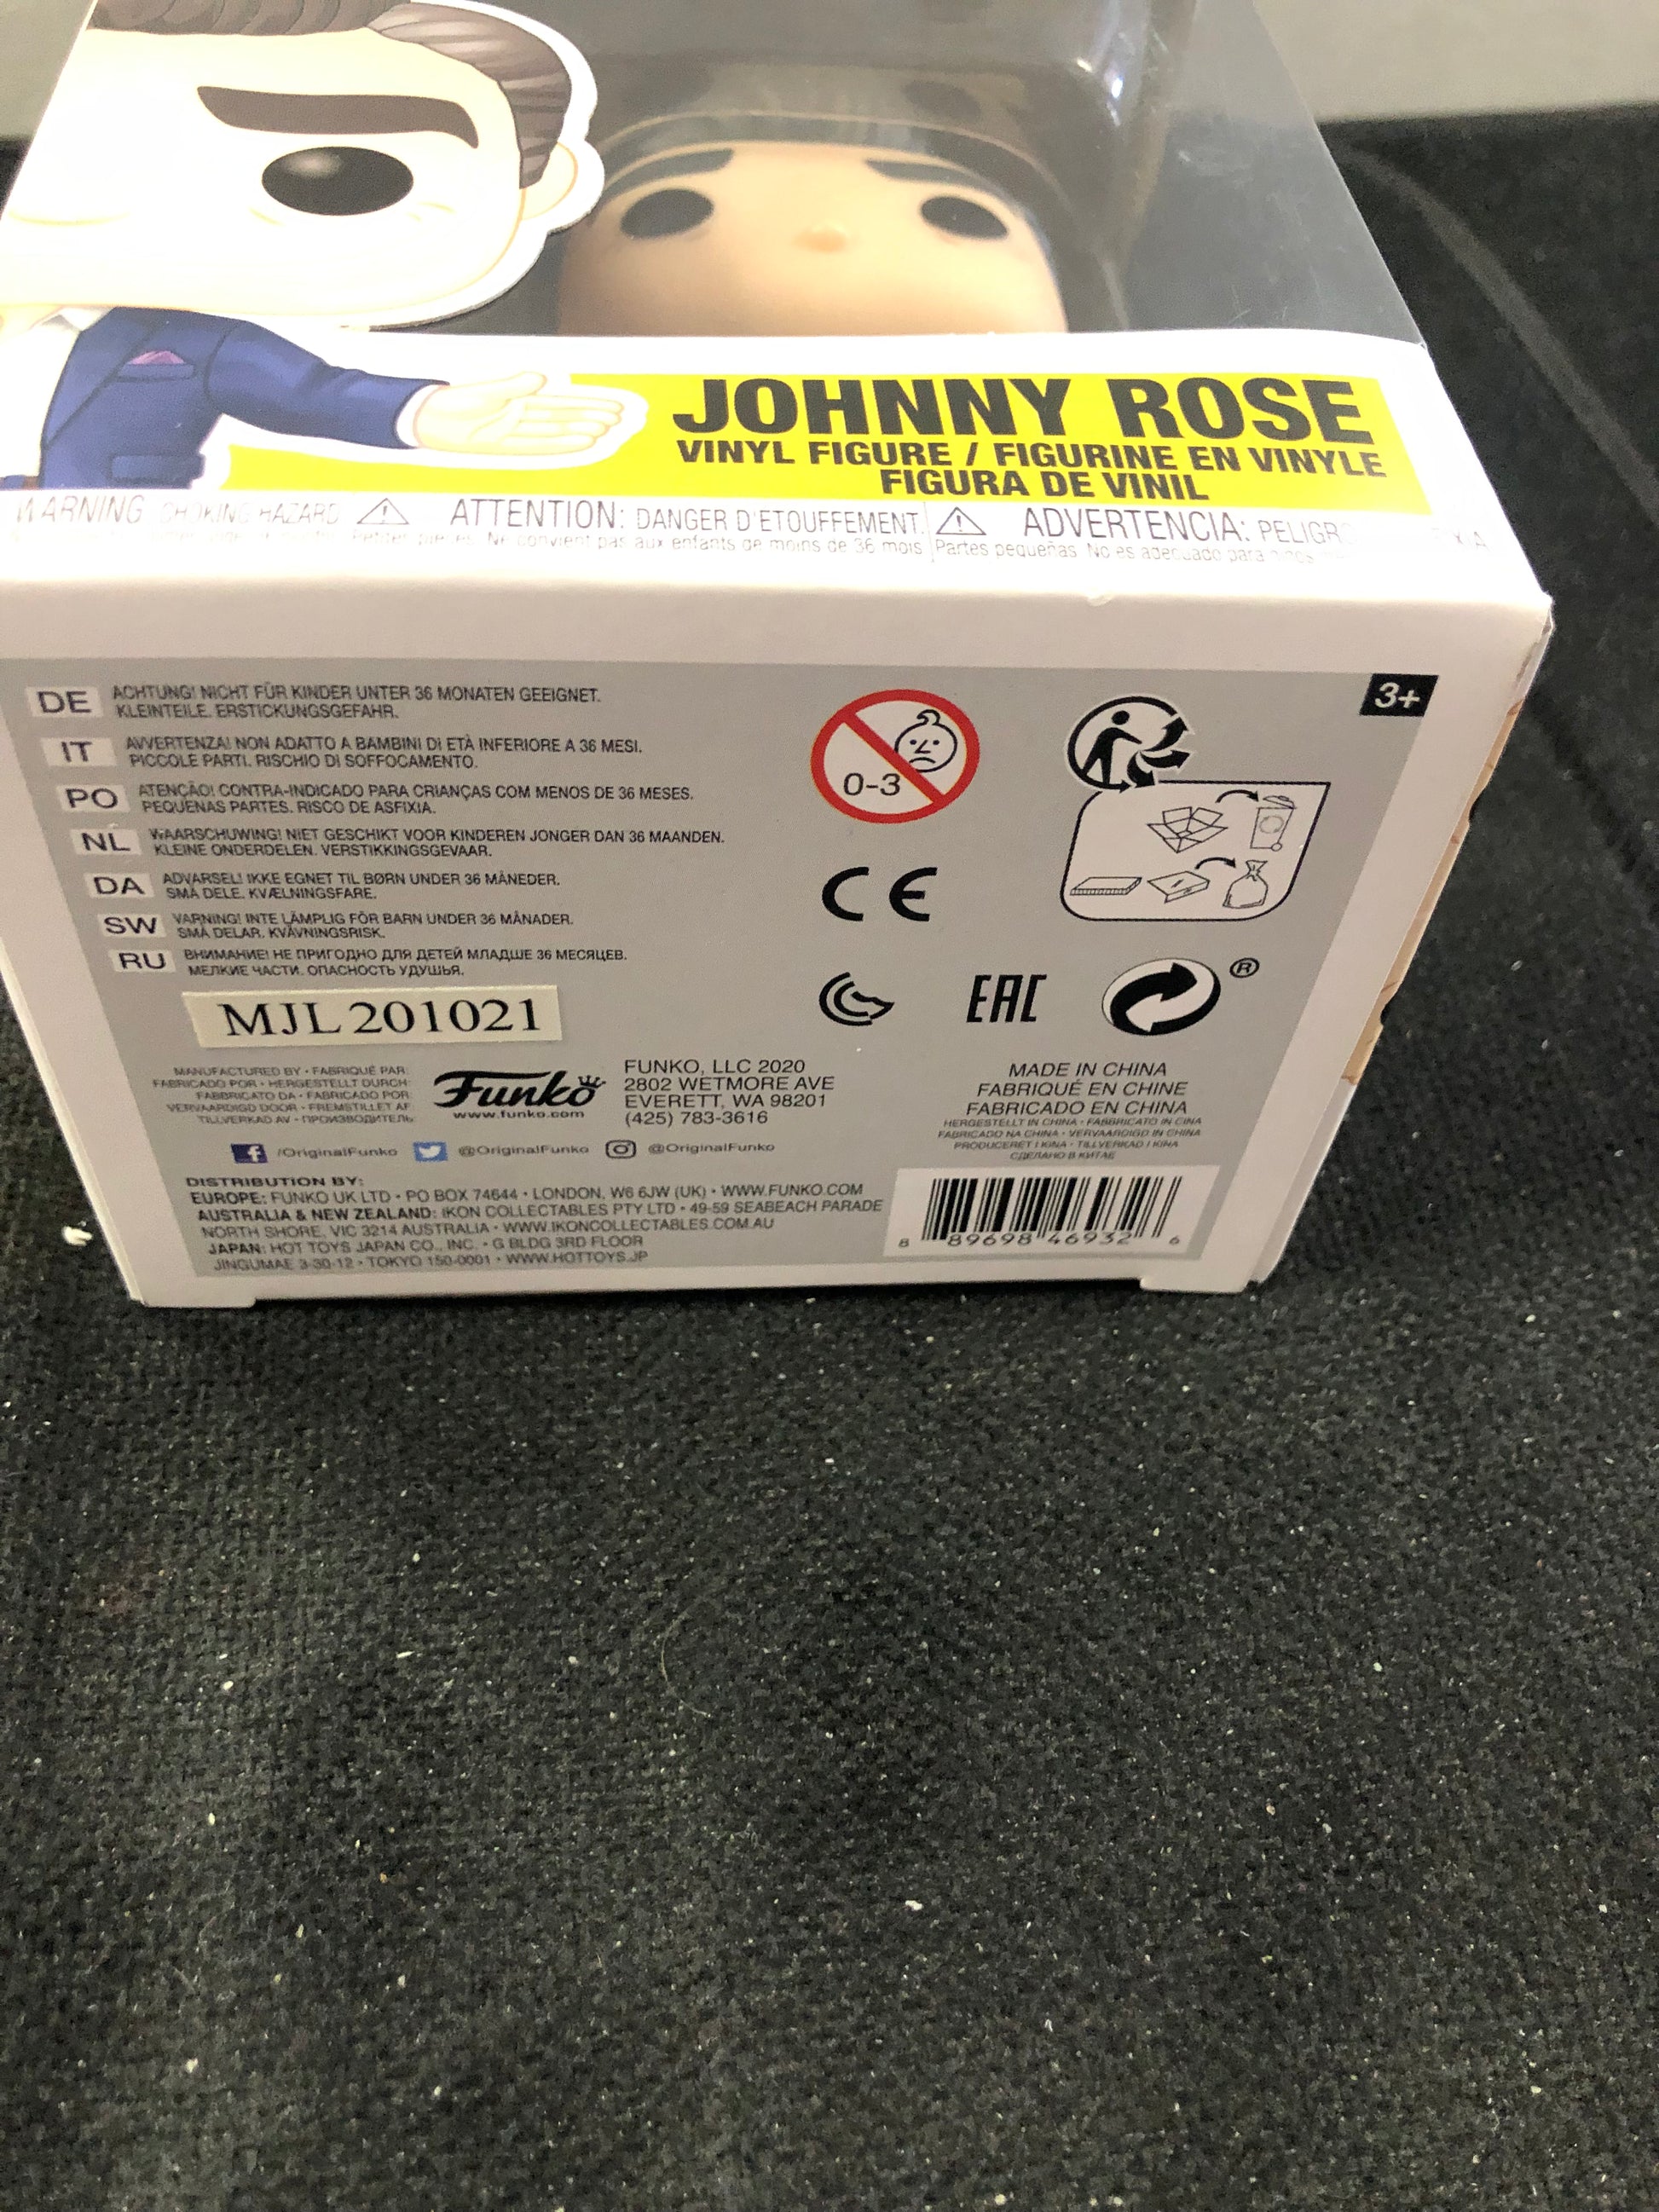 JOHNNY ROSE
VINYL FIGURE / FIGURINE EN VINYLE
FIGURA DE VINIL
WARNING CHOKING HAZARD
ATTENTION: DANGER D'ETOUFFEMENT.
Petites pièces. Ne convient pas aux enfants de moins de 36 mois
ADVERTENCIA:
Partes pequeñas No es adecuado para
3+
DE ACHTUNG! NICHT FÜR KINDER UNTER 36 MONATEN GEEIGNET.
KLEINTEILE. ERSTICKUNGSGEFAHR.
IT AVVERTENZA! NON ADATTO A BAMBINI DI ETÀ INFERIORE A 36 MESI.
PICCOLE PARTI. RISCHIO DI SOFFOCAMENTO.
PO ATENÇÃO! CONTRA-INDICADO PARA CRIANÇAS COM MENOS DE 36 MESES.
PEQUENAS PARTES. RISCO DE ASFIXIA.
NL WAARSCHUWING! NIET GESCHIKT VOOR KINDEREN JONGER DAN 36 MAANDEN.
KLEINE ONDERDELEN. VERSTIKKINGSGEVAAR.
DA ADVARSEL! IKKE EGNET TIL BØRN UNDER 36 MÅNEDER.
SMÅ DELE. KVÆLNINGSFARE.
SW VARNING! INTE LÄMPLIG FÖR BARN UNDER 36 MÅNADER.
SMÅ DELAR. KVÄVNINGSRISK.
RU ВНИМАНИЕ! НЕ ПРИГОДНО ДЛЯ ДЕТЕЙ МЛАДШЕ 36 МЕСЯЦЕВ.
МЕЛКИЕ ЧАСТИ. ОПАСНОСТЬ УДУШЬЯ.
0-3
CE
EAC
®
MJL 201021
MANUFACTURED BY • FABRIQUÉ PAR:
FABRICADO POR • HERGESTELLT DURCH:
FABBRICATO DA • FABRICADO POR:
VERVAARDIGD DOOR • FREMSTILLET AF:
TILLVERKAD AV • ПРОИЗВОДИТЕЛЬ:
Funko
www.funko.com
FUNKO, LLC 2020
2802 WETMORE AVE
EVERETT, WA 98201
(425) 783-3616
/OriginalFunko @OriginalFunko @OriginalFunko
MADE IN CHINA
FABRIQUÉ EN CHINE
FABRICADO EN CHINA
HERGESTELLT IN CHINA • FABBRICATO IN CINA
FABRICADO NA CHINA • VERVAARDIGD IN CHINA
PRODUCERET I KINA • TILLVERKAD I KINA
СДЕЛАНО В КИТАЕ
DISTRIBUTION BY:
EUROPE: FUNKO UK LTD • PO BOX 74644 • LONDON, W6 6JW (UK) • WWW.FUNKO.COM
AUSTRALIA & NEW ZEALAND: IKON COLLECTABLES PTY LTD • 49-59 SEABEACH PARADE
NORTH SHORE, VIC 3214 AUSTRALIA • WWW.IKONCOLLECTABLES.COM.AU
JAPAN: HOT TOYS JAPAN CO., INC. • G BLDG 3RD FLOOR
JINGUMAE 3-30-12 • TOKYO 150-0001 • WWW.HOTTOYS.JP
8 89698 46932 6